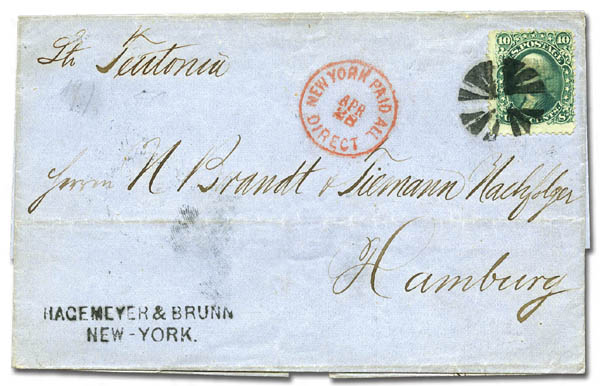 St. Teutonia
NEW YORK PAID ALL
APR
28
DIRECT
10 10
U.S. POSTAGE
Herrn N Brandt & Tiemann Nachfolger
Hamburg
HAGEMEYER & BRUNN
NEW-YORK.